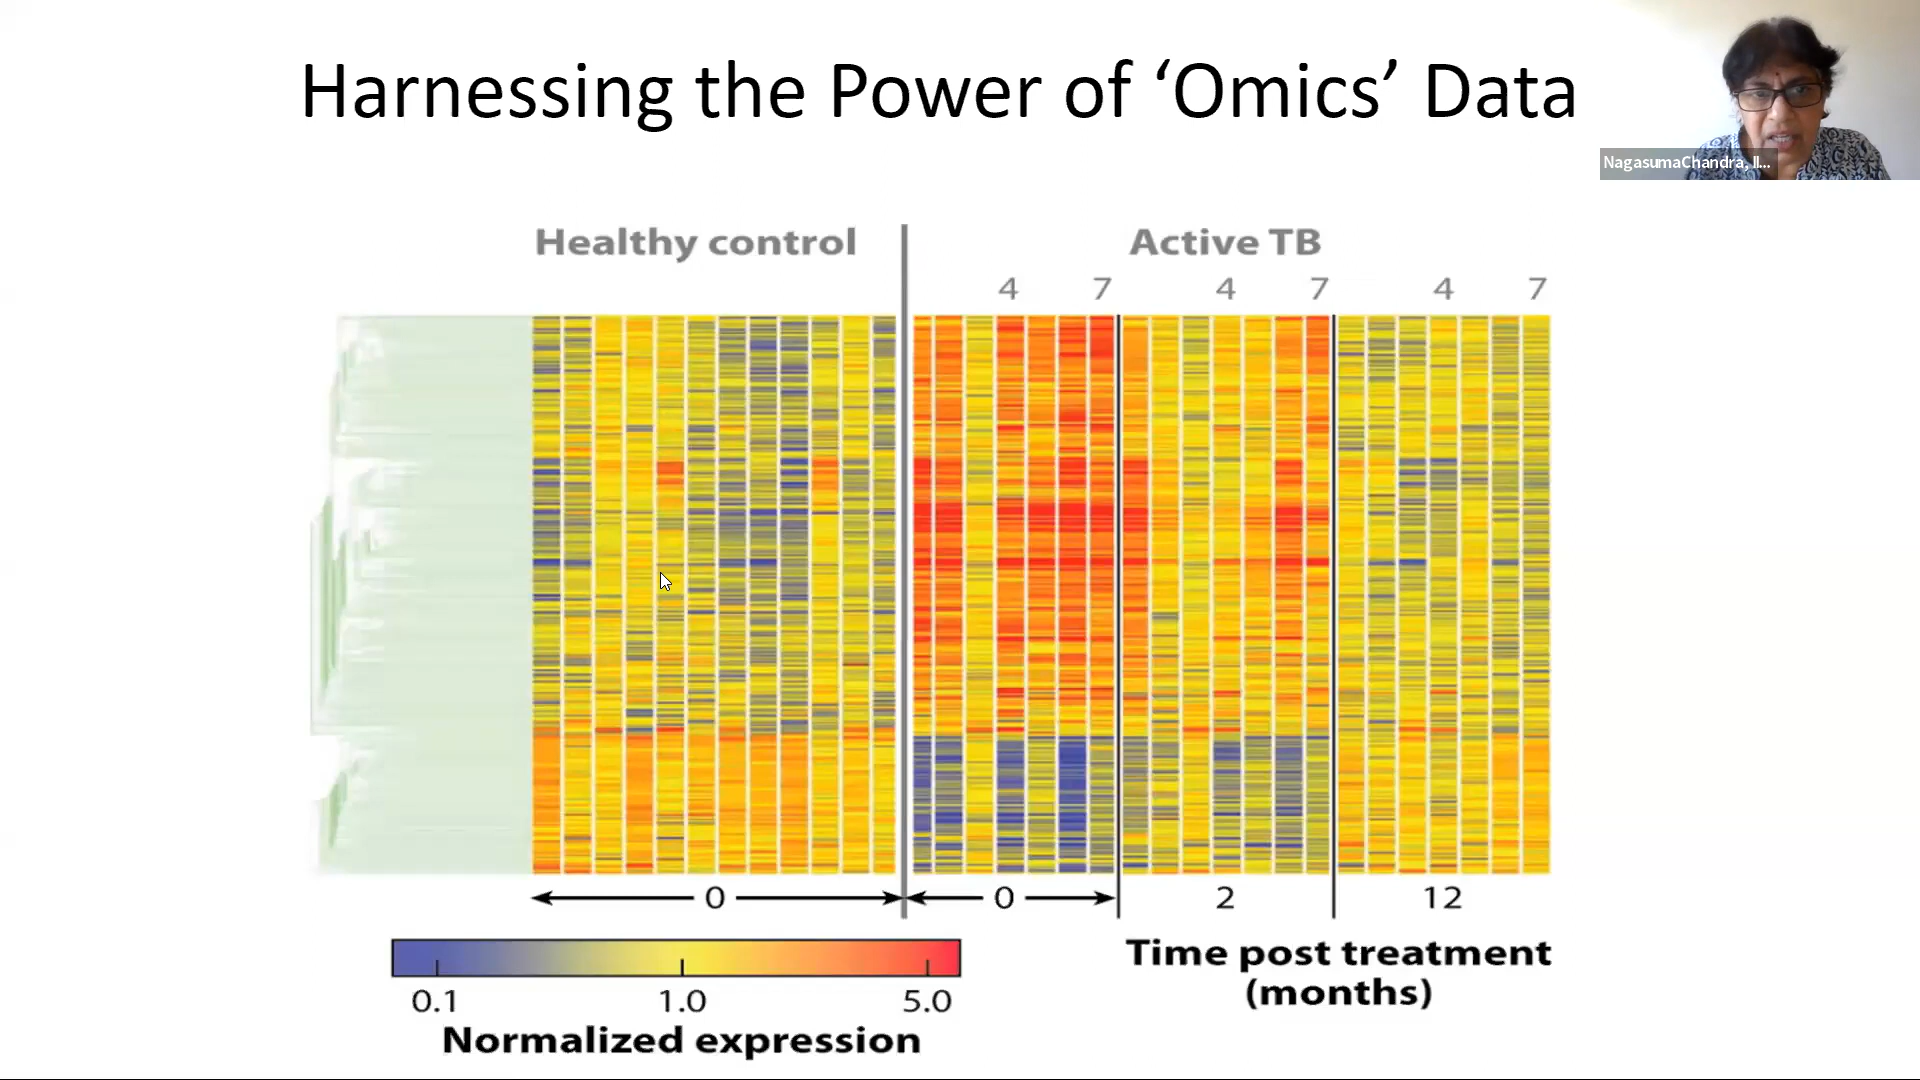 Harnessing the Power of ‘Omics’ Data
NagasumaChandra, II...
Healthy control
Active TB
4 7 4 7 4 7
0 0 2 12
Time post treatment
(months)
0.1 1.0 5.0
Normalized expression